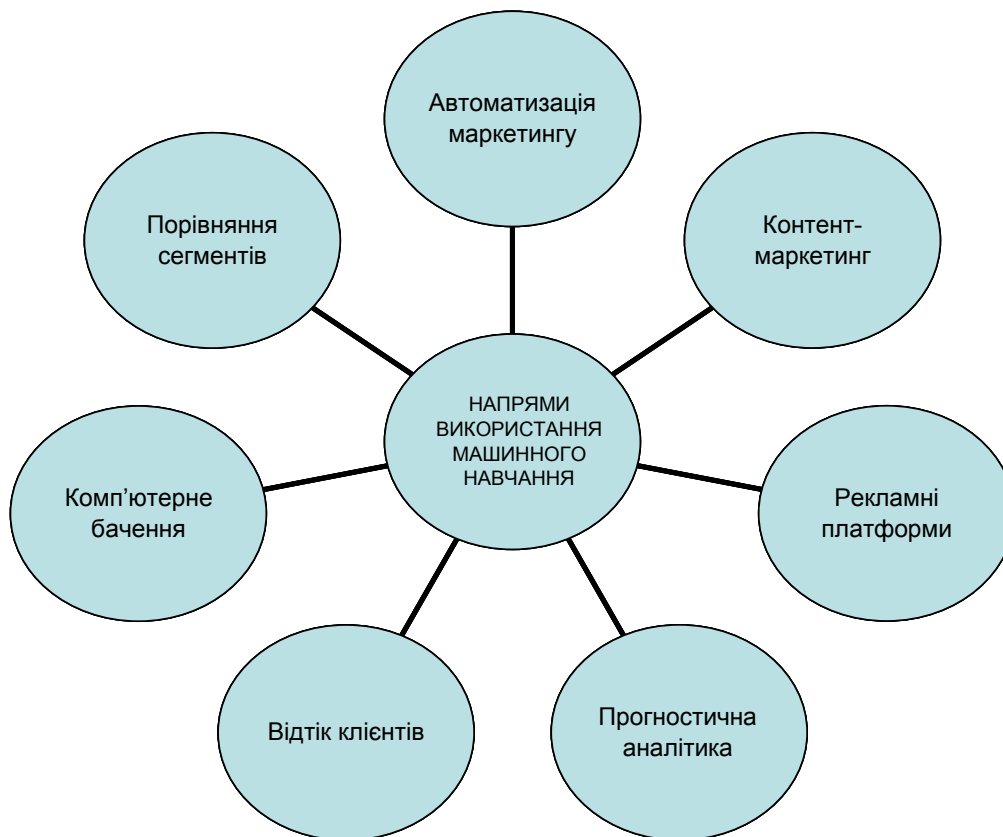 Автоматизація
маркетингу
Порівняння
сегментів
Контент-
маркетинг
НАПРЯМИ
ВИКОРИСТАННЯ
МАШИННОГО
НАВЧАННЯ
Комп’ютерне
бачення
Рекламні
платформи
Відтік клієнтів
Прогностична
аналітика